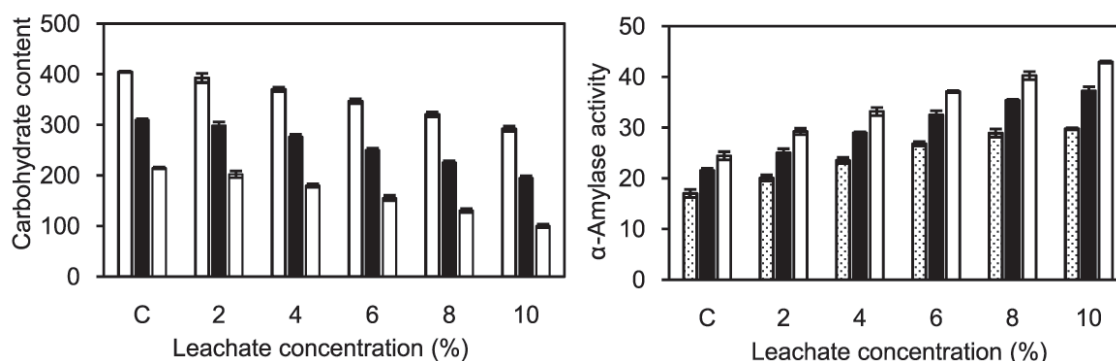 Carbohydrate content
500
400
300
200
100
0
C 2 4 6 8 10
Leachate concentration (%)
α-Amylase activity
50
40
30
20
10
0
C 2 4 6 8 10
Leachate concentration (%)